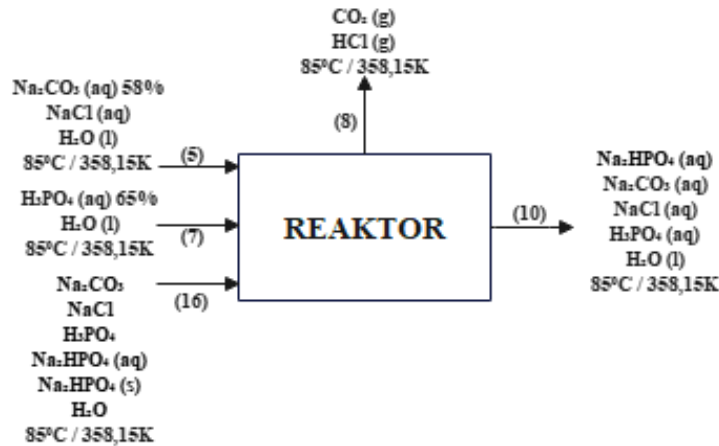 CO₂ (g)
HCl (g)
85⁰C / 358,15K
(8)
Na₂CO₃ (aq) 58%
NaCl (aq)
H₂O (l)
85⁰C / 358,15K
(5)
H₃PO₄ (aq) 65%
H₂O (l)
85⁰C / 358,15K
(7)
Na₂CO₃
NaCl
H₃PO₄
Na₂HPO₄ (aq)
Na₂HPO₄ (s)
H₂O
85⁰C / 358,15K
(16)
REAKTOR
(10)
Na₂HPO₄ (aq)
Na₂CO₃ (aq)
NaCl (aq)
H₃PO₄ (aq)
H₂O (l)
85⁰C / 358,15K